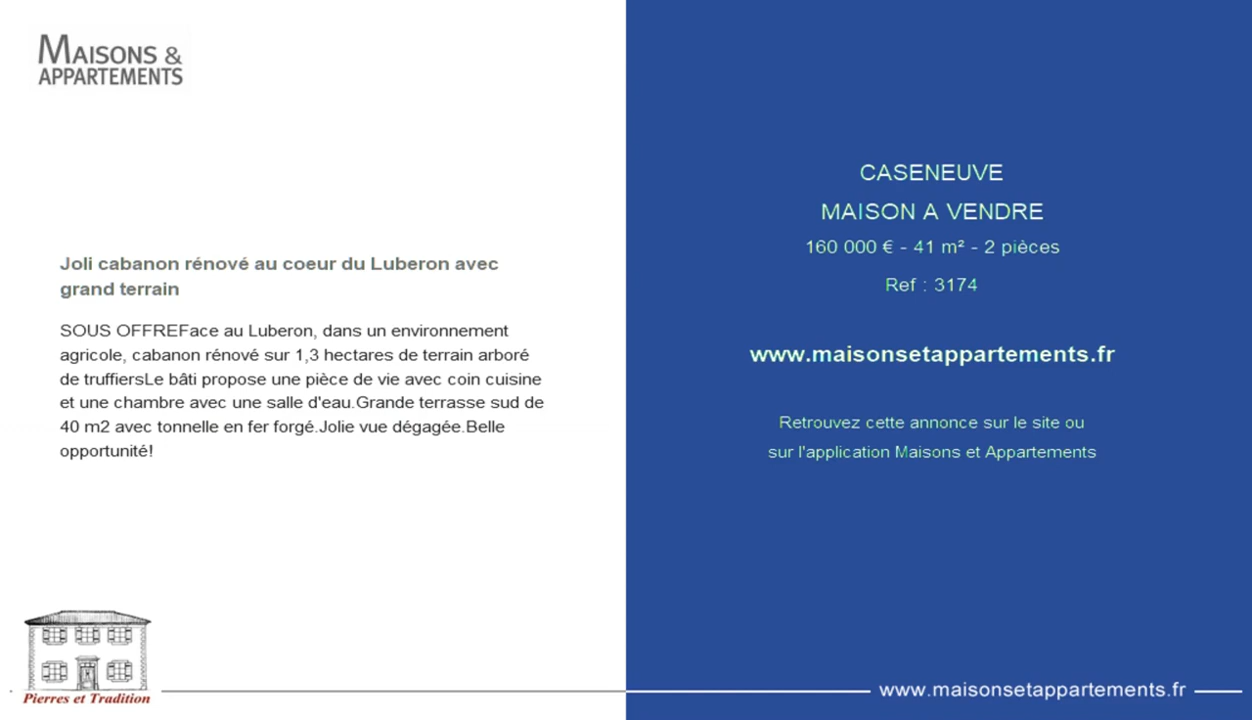 MAISONS &
APPARTEMENTS
Joli cabanon rénové au coeur du Luberon avec
grand terrain
SOUS OFFREFace au Luberon, dans un environnement
agricole, cabanon rénové sur 1,3 hectares de terrain arboré
de truffiersLe bâti propose une pièce de vie avec coin cuisine
et une chambre avec une salle d'eau.Grande terrasse sud de
40 m2 avec tonnelle en fer forgé.Jolie vue dégagée.Belle
opportunité!
Pierres et Tradition
CASENEUVE
MAISON A VENDRE
160 000 € - 41 m² - 2 pièces
Ref : 3174
www.maisonsetappartements.fr
Retrouvez cette annonce sur le site ou
sur l'application Maisons et Appartements
www.maisonsetappartements.fr